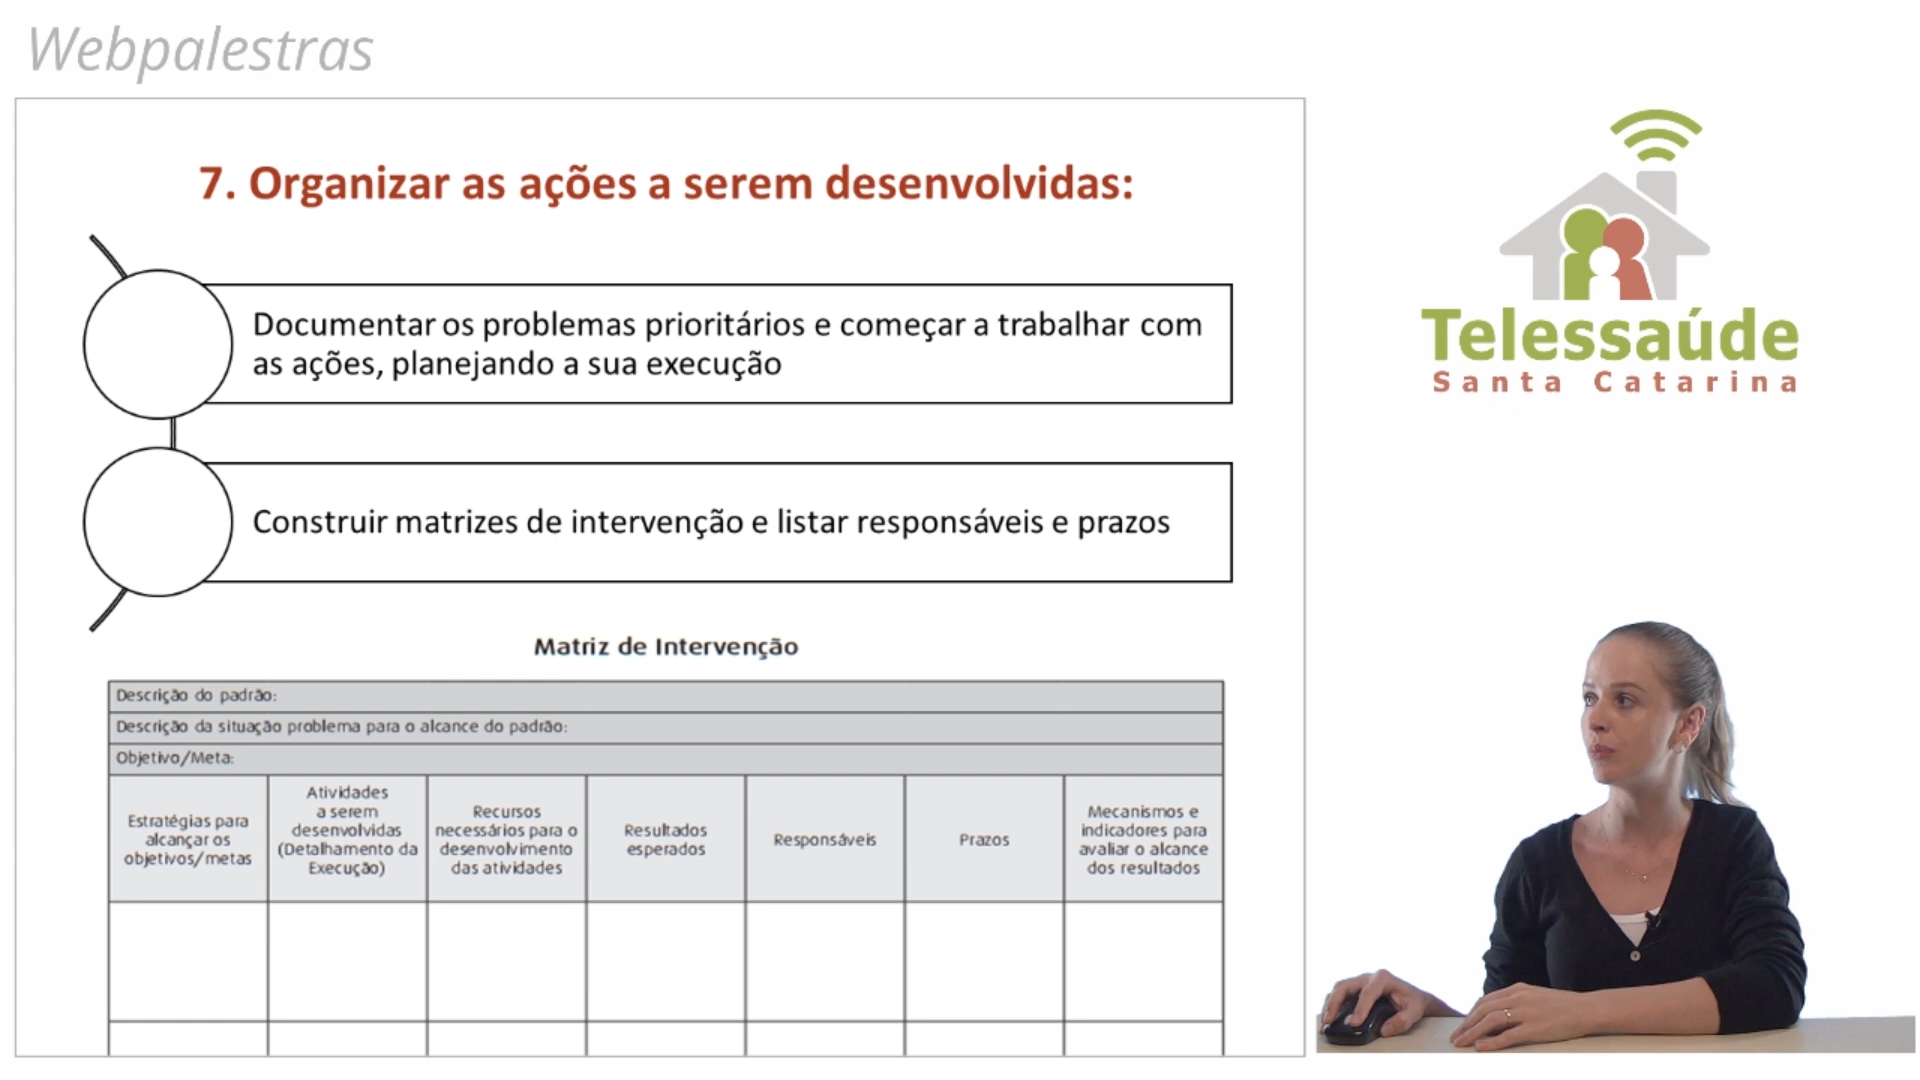 Webpalestras
7. Organizar as ações a serem desenvolvidas:
Documentar os problemas prioritários e começar a trabalhar com
as ações, planejando a sua execução
Construir matrizes de intervenção e listar responsáveis e prazos
Matriz de Intervenção
Descrição do padrão:
Descrição da situação problema para o alcance do padrão:
Objetivo/Meta:
Estratégias para
alcançar os
objetivos/metas
Atividades
a serem
desenvolvidas
(Detalhamento da
Execução)
Recursos
necessários para o
desenvolvimento
das atividades
Resultados
esperados
Responsáveis
Prazos
Mecanismos e
indicadores para
avaliar o alcance
dos resultados
Telessaúde
Santa Catarina